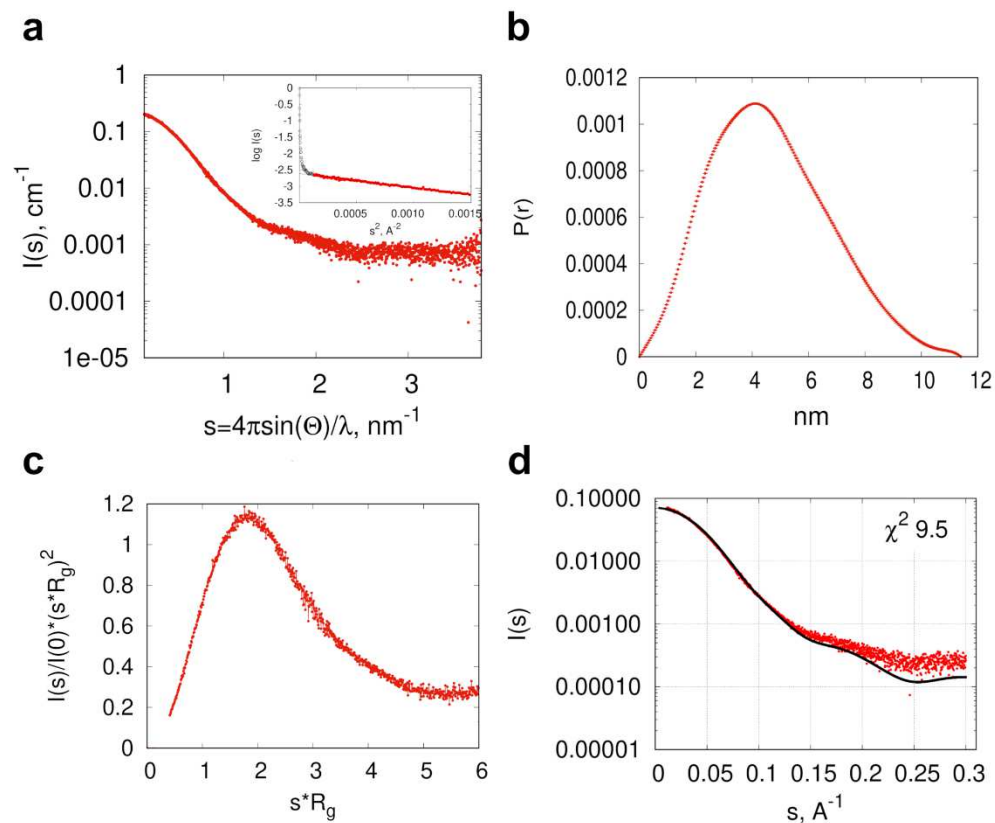 a
I(s), cm-1
1
0.1
0.01
0.001
0.0001
1e-05
1 2 3
s=4πsin(Θ)/λ, nm-1
log I(s)
0
-0.5
-1
-1.5
-2
-2.5
-3
-3.5
0.0005 0.0010 0.0015
s2, A-2
b
P(r)
0.0012
0.001
0.0008
0.0006
0.0004
0.0002
0
0 2 4 6 8 10 12
nm
c
I(s)/I(0)*(s*Rg)2
1.2
1
0.8
0.6
0.4
0.2
0
0 1 2 3 4 5 6
s*Rg
d
χ2 9.5
I(s)
0.10000
0.01000
0.00100
0.00010
0.00001
0 0.05 0.1 0.15 0.2 0.25 0.3
s, A-1